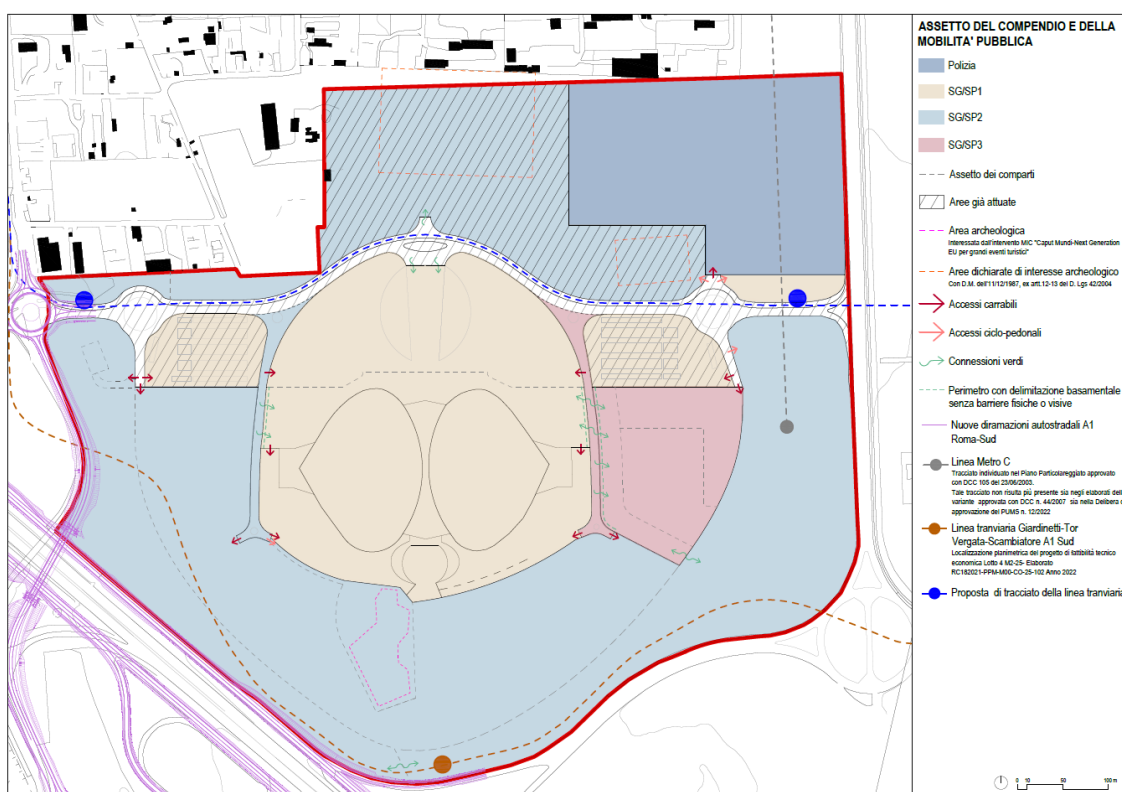 ASSETTO DEL COMPENDIO E DELLA
MOBILITA' PUBBLICA
Polizia
SG/SP1
SG/SP2
SG/SP3
Assetto dei comparti
Aree già attuate
Area archeologica
Interessata dall'intervento MIC "Caput Mundi-Next Generation
EU per grandi eventi turistici"
Aree dichiarate di interesse archeologico
Con D.M. dell'11/12/1987, ex artt.12-13 del D. Lgs 42/2004
Accessi carrabili
Accessi ciclo-pedonali
Connessioni verdi
Perimetro con delimitazione basamentale
senza barriere fisiche o visive
Nuove diramazioni autostradali A1
Roma-Sud
Linea Metro C
Tracciato individuato nel Piano Particolareggiato approvato
con DCC 105 del 23/06/2003.
Tale tracciato non risulta più presente sia negli elaborati dell
variante approvata con DCC n. 44/2007 sia nella Delibera d
approvazione del PUMS n. 12/2022
Linea tranviaria Giardinetti-Tor
Vergata-Scambiatore A1 Sud
Localizzazione planimetrica del progetto di fattibilità tecnico
economica Lotto 4 M2-25- Elaborato
RC182021-PPM-M00-CO-25-102 Anno 2022
Proposta di tracciato della linea tranviaria
0 10 50 100 m